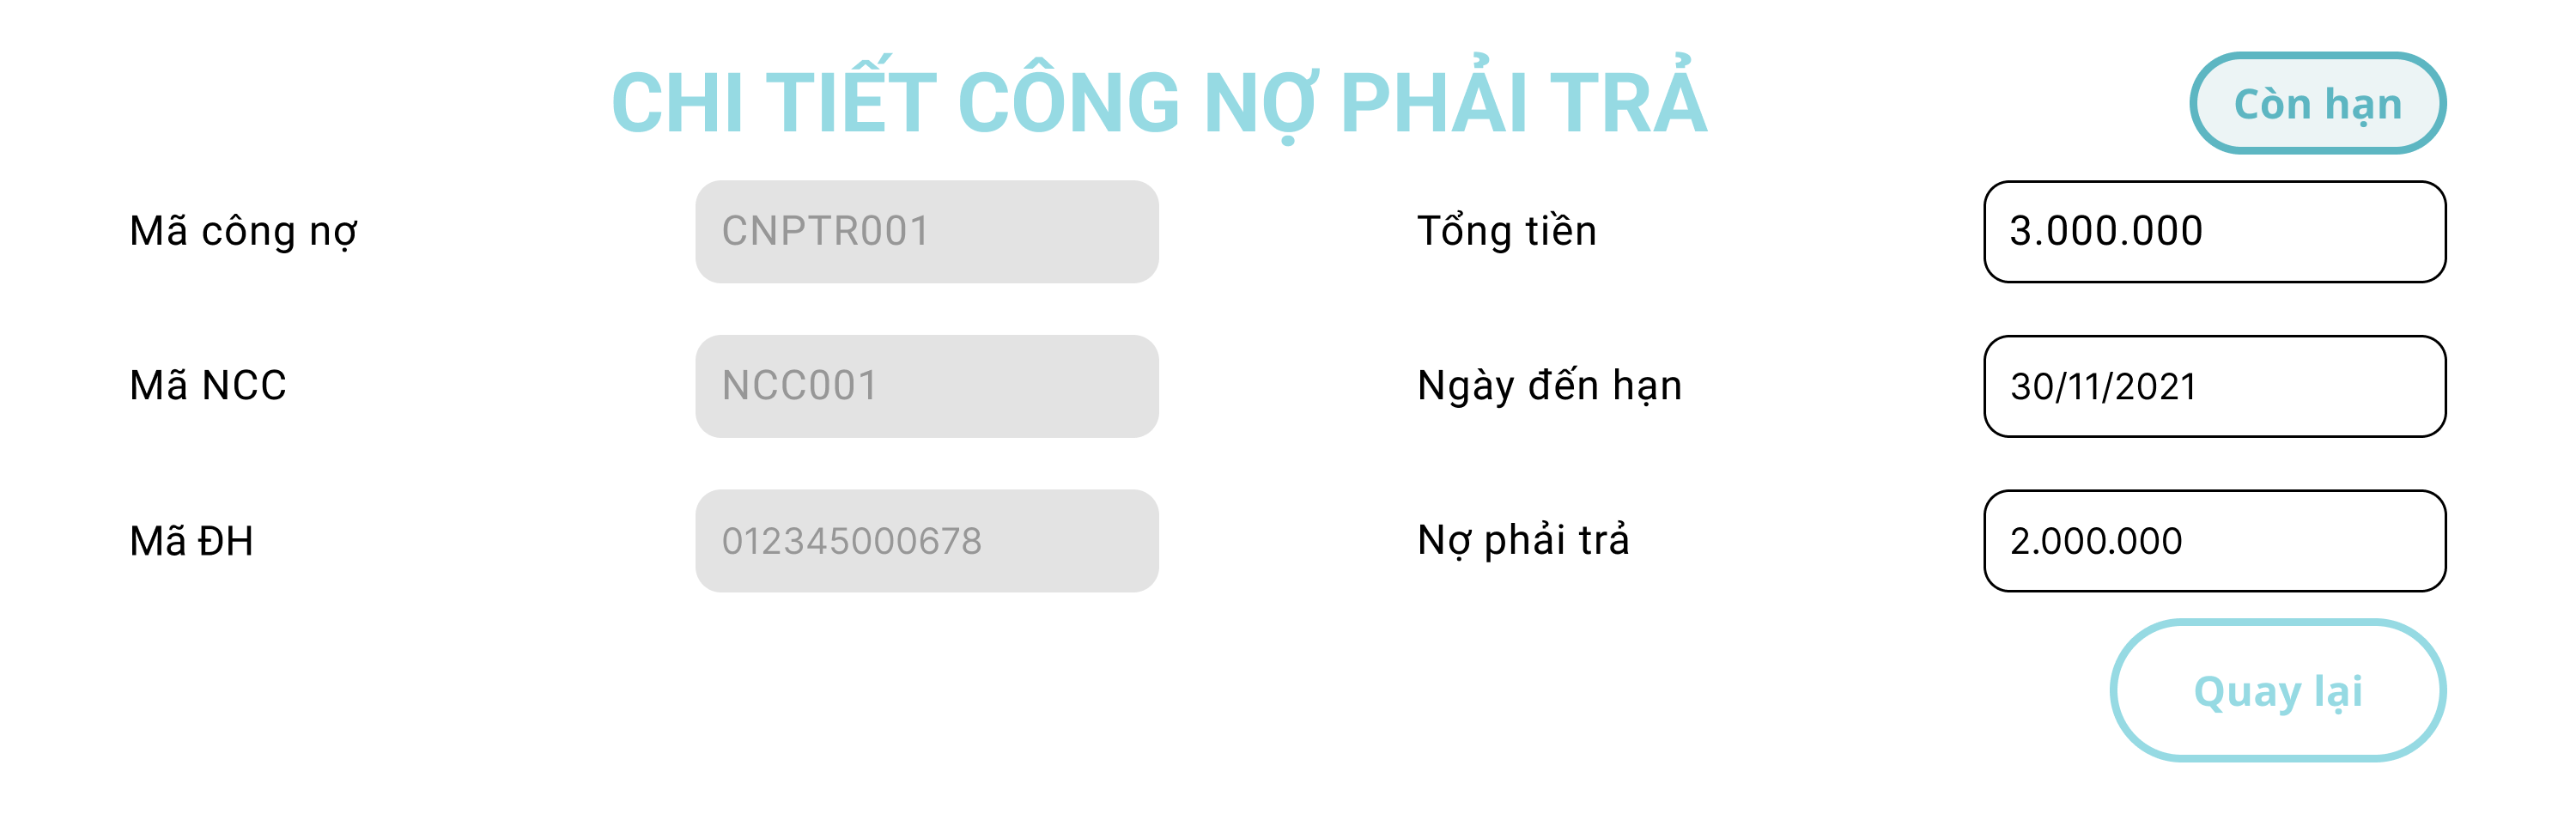 CHI TIẾT CÔNG NỢ PHẢI TRẢ
Còn hạn
Mã công nợ
CNPTR001
Tổng tiền
3.000.000
Mã NCC
NCC001
Ngày đến hạn
30/11/2021
Mã ĐH
012345000678
Nợ phải trả
2.000.000
Quay lại